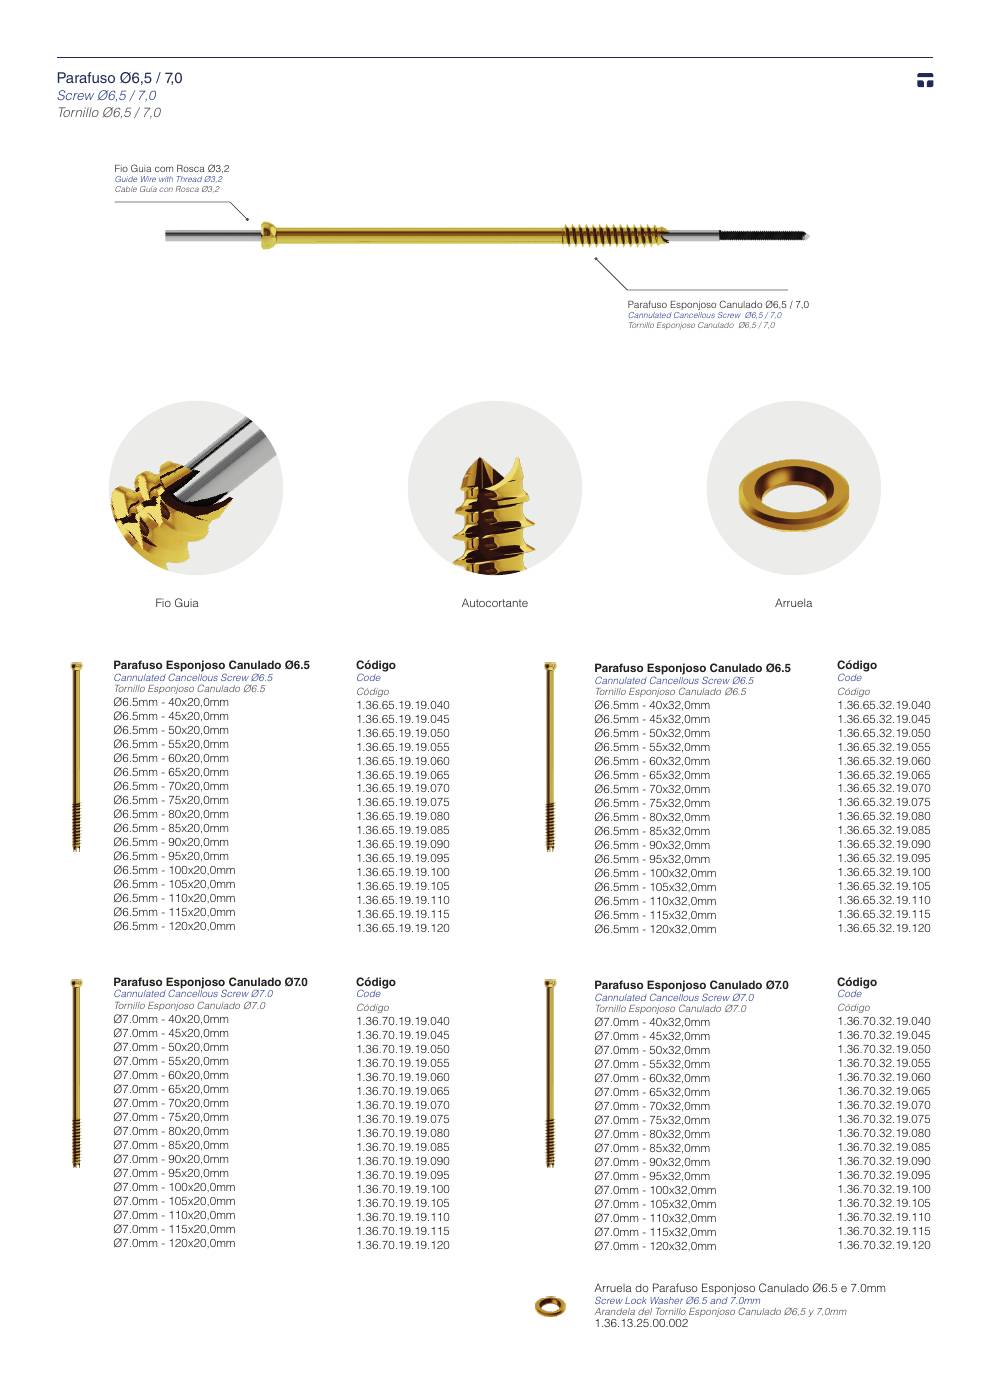 Parafuso Ø6,5 / 7,0
Screw Ø6,5 / 7,0
Tornillo Ø6,5 / 7,0
Fio Guia com Rosca Ø3,2
Guide Wire with Thread Ø3,2
Cable Guía con Rosca Ø3,2
Parafuso Esponjoso Canulado Ø6,5 / 7,0
Cannulated Cancellous Screw Ø6,5 / 7,0
Tornillo Esponjoso Canulado Ø6,5 / 7,0
Fio Guia
Autocortante
Arruela
Parafuso Esponjoso Canulado Ø6.5 Código
Cannulated Cancellous Screw Ø6.5 Code
Tornillo Esponjoso Canulado Ø6.5 Código
Ø6.5mm - 40x20,0mm 1.36.65.19.19.040
Ø6.5mm - 45x20,0mm 1.36.65.19.19.045
Ø6.5mm - 50x20,0mm 1.36.65.19.19.050
Ø6.5mm - 55x20,0mm 1.36.65.19.19.055
Ø6.5mm - 60x20,0mm 1.36.65.19.19.060
Ø6.5mm - 65x20,0mm 1.36.65.19.19.065
Ø6.5mm - 70x20,0mm 1.36.65.19.19.070
Ø6.5mm - 75x20,0mm 1.36.65.19.19.075
Ø6.5mm - 80x20,0mm 1.36.65.19.19.080
Ø6.5mm - 85x20,0mm 1.36.65.19.19.085
Ø6.5mm - 90x20,0mm 1.36.65.19.19.090
Ø6.5mm - 95x20,0mm 1.36.65.19.19.095
Ø6.5mm - 100x20,0mm 1.36.65.19.19.100
Ø6.5mm - 105x20,0mm 1.36.65.19.19.105
Ø6.5mm - 110x20,0mm 1.36.65.19.19.110
Ø6.5mm - 115x20,0mm 1.36.65.19.19.115
Ø6.5mm - 120x20,0mm 1.36.65.19.19.120
Parafuso Esponjoso Canulado Ø6.5 Código
Cannulated Cancellous Screw Ø6.5 Code
Tornillo Esponjoso Canulado Ø6.5 Código
Ø6.5mm - 40x32,0mm 1.36.65.32.19.040
Ø6.5mm - 45x32,0mm 1.36.65.32.19.045
Ø6.5mm - 50x32,0mm 1.36.65.32.19.050
Ø6.5mm - 55x32,0mm 1.36.65.32.19.055
Ø6.5mm - 60x32,0mm 1.36.65.32.19.060
Ø6.5mm - 65x32,0mm 1.36.65.32.19.065
Ø6.5mm - 70x32,0mm 1.36.65.32.19.070
Ø6.5mm - 75x32,0mm 1.36.65.32.19.075
Ø6.5mm - 80x32,0mm 1.36.65.32.19.080
Ø6.5mm - 85x32,0mm 1.36.65.32.19.085
Ø6.5mm - 90x32,0mm 1.36.65.32.19.090
Ø6.5mm - 95x32,0mm 1.36.65.32.19.095
Ø6.5mm - 100x32,0mm 1.36.65.32.19.100
Ø6.5mm - 105x32,0mm 1.36.65.32.19.105
Ø6.5mm - 110x32,0mm 1.36.65.32.19.110
Ø6.5mm - 115x32,0mm 1.36.65.32.19.115
Ø6.5mm - 120x32,0mm 1.36.65.32.19.120
Parafuso Esponjoso Canulado Ø7.0 Código
Cannulated Cancellous Screw Ø7.0 Code
Tornillo Esponjoso Canulado Ø7.0 Código
Ø7.0mm - 40x20,0mm 1.36.70.19.19.040
Ø7.0mm - 45x20,0mm 1.36.70.19.19.045
Ø7.0mm - 50x20,0mm 1.36.70.19.19.050
Ø7.0mm - 55x20,0mm 1.36.70.19.19.055
Ø7.0mm - 60x20,0mm 1.36.70.19.19.060
Ø7.0mm - 65x20,0mm 1.36.70.19.19.065
Ø7.0mm - 70x20,0mm 1.36.70.19.19.070
Ø7.0mm - 75x20,0mm 1.36.70.19.19.075
Ø7.0mm - 80x20,0mm 1.36.70.19.19.080
Ø7.0mm - 85x20,0mm 1.36.70.19.19.085
Ø7.0mm - 90x20,0mm 1.36.70.19.19.090
Ø7.0mm - 95x20,0mm 1.36.70.19.19.095
Ø7.0mm - 100x20,0mm 1.36.70.19.19.100
Ø7.0mm - 105x20,0mm 1.36.70.19.19.105
Ø7.0mm - 110x20,0mm 1.36.70.19.19.110
Ø7.0mm - 115x20,0mm 1.36.70.19.19.115
Ø7.0mm - 120x20,0mm 1.36.70.19.19.120
Parafuso Esponjoso Canulado Ø7.0 Código
Cannulated Cancellous Screw Ø7.0 Code
Tornillo Esponjoso Canulado Ø7.0 Código
Ø7.0mm - 40x32,0mm 1.36.70.32.19.040
Ø7.0mm - 45x32,0mm 1.36.70.32.19.045
Ø7.0mm - 50x32,0mm 1.36.70.32.19.050
Ø7.0mm - 55x32,0mm 1.36.70.32.19.055
Ø7.0mm - 60x32,0mm 1.36.70.32.19.060
Ø7.0mm - 65x32,0mm 1.36.70.32.19.065
Ø7.0mm - 70x32,0mm 1.36.70.32.19.070
Ø7.0mm - 75x32,0mm 1.36.70.32.19.075
Ø7.0mm - 80x32,0mm 1.36.70.32.19.080
Ø7.0mm - 85x32,0mm 1.36.70.32.19.085
Ø7.0mm - 90x32,0mm 1.36.70.32.19.090
Ø7.0mm - 95x32,0mm 1.36.70.32.19.095
Ø7.0mm - 100x32,0mm 1.36.70.32.19.100
Ø7.0mm - 105x32,0mm 1.36.70.32.19.105
Ø7.0mm - 110x32,0mm 1.36.70.32.19.110
Ø7.0mm - 115x32,0mm 1.36.70.32.19.115
Ø7.0mm - 120x32,0mm 1.36.70.32.19.120
Arruela do Parafuso Esponjoso Canulado Ø6.5 e 7.0mm
Screw Lock Washer Ø6.5 and 7.0mm
Arandela del Tornillo Esponjoso Canulado Ø6,5 y 7,0mm
1.36.13.25.00.002